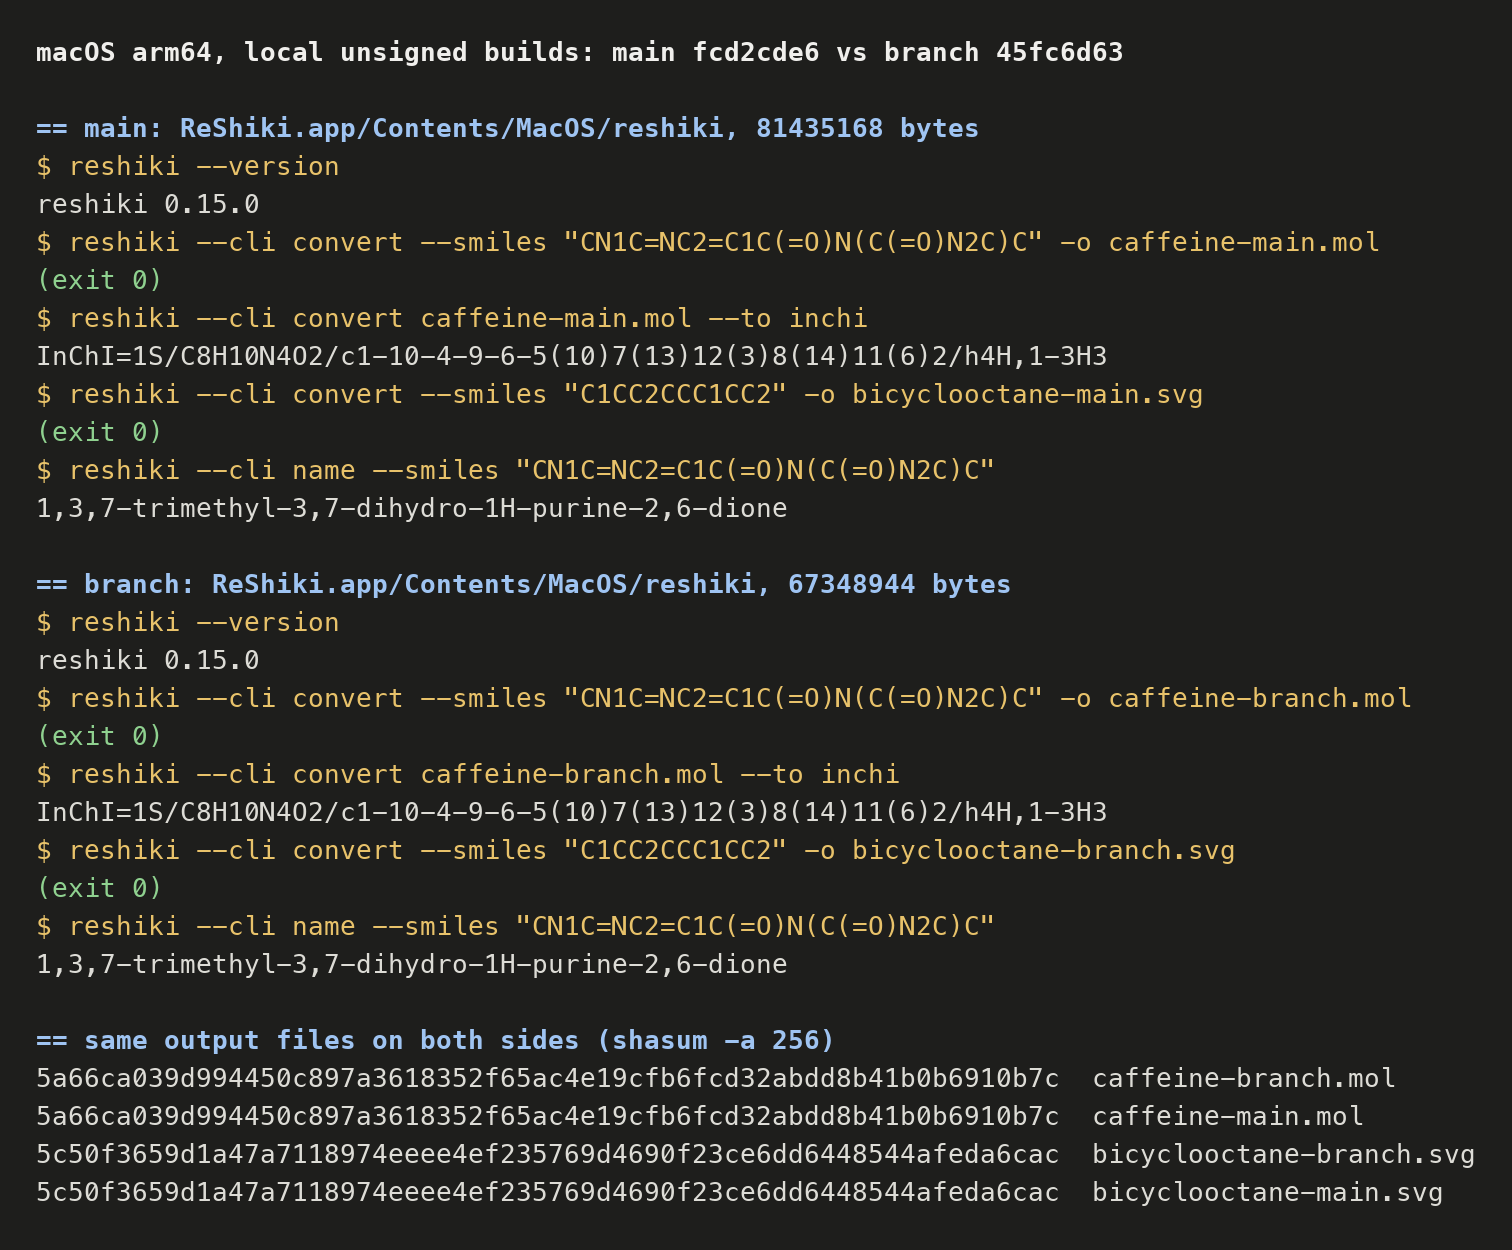 macOS arm64, local unsigned builds: main fcd2cde6 vs branch 45fc6d63
== main: ReShiki.app/Contents/MacOS/reshiki, 81435168 bytes
$ reshiki --version
reshiki 0.15.0
$ reshiki --cli convert --smiles "CN1C=NC2=C1C(=O)N(C(=O)N2C)C" -o caffeine-main.mol
(exit 0)
$ reshiki --cli convert caffeine-main.mol --to inchi
InChI=1S/C8H10N4O2/c1-10-4-9-6-5(10)7(13)12(3)8(14)11(6)2/h4H,1-3H3
$ reshiki --cli convert --smiles "C1CC2CCC1CC2" -o bicyclooctane-main.svg
(exit 0)
$ reshiki --cli name --smiles "CN1C=NC2=C1C(=O)N(C(=O)N2C)C"
1,3,7-trimethyl-3,7-dihydro-1H-purine-2,6-dione
== branch: ReShiki.app/Contents/MacOS/reshiki, 67348944 bytes
$ reshiki --version
reshiki 0.15.0
$ reshiki --cli convert --smiles "CN1C=NC2=C1C(=O)N(C(=O)N2C)C" -o caffeine-branch.mol
(exit 0)
$ reshiki --cli convert caffeine-branch.mol --to inchi
InChI=1S/C8H10N4O2/c1-10-4-9-6-5(10)7(13)12(3)8(14)11(6)2/h4H,1-3H3
$ reshiki --cli convert --smiles "C1CC2CCC1CC2" -o bicyclooctane-branch.svg
(exit 0)
$ reshiki --cli name --smiles "CN1C=NC2=C1C(=O)N(C(=O)N2C)C"
1,3,7-trimethyl-3,7-dihydro-1H-purine-2,6-dione
== same output files on both sides (shasum -a 256)
5a66ca039d994450c897a3618352f65ac4e19cfb6fcd32abdd8b41b0b6910b7c  caffeine-branch.mol
5a66ca039d994450c897a3618352f65ac4e19cfb6fcd32abdd8b41b0b6910b7c  caffeine-main.mol
5c50f3659d1a47a7118974eeee4ef235769d4690f23ce6dd6448544afeda6cac  bicyclooctane-branch.svg
5c50f3659d1a47a7118974eeee4ef235769d4690f23ce6dd6448544afeda6cac  bicyclooctane-main.svg